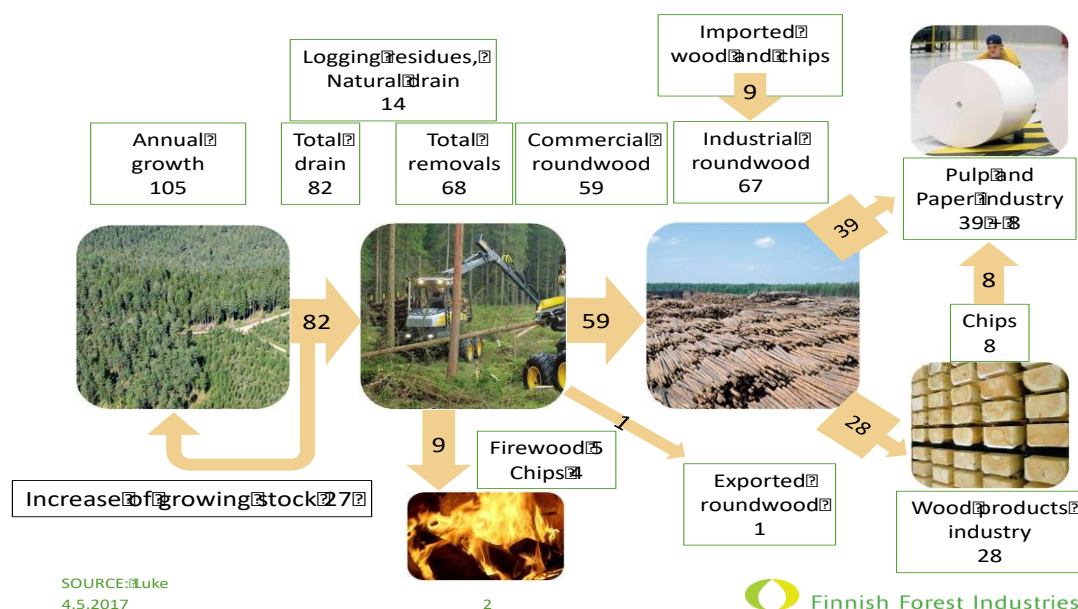 Logging residues,
Natural drain
14
Imported
wood and chips
9
Annual
growth
105
Total
drain
82
Total
removals
68
Commercial
roundwood
59
Industrial
roundwood
67
Pulp and
Paper industry
39 + 8
39
82
59
8
Chips
8
28
9
1
Firewood 5
Chips 4
Increase of growing stock 27
Exported
roundwood
1
Wood products
industry
28
SOURCE: Luke
4.5.2017
2
Finnish Forest Industries